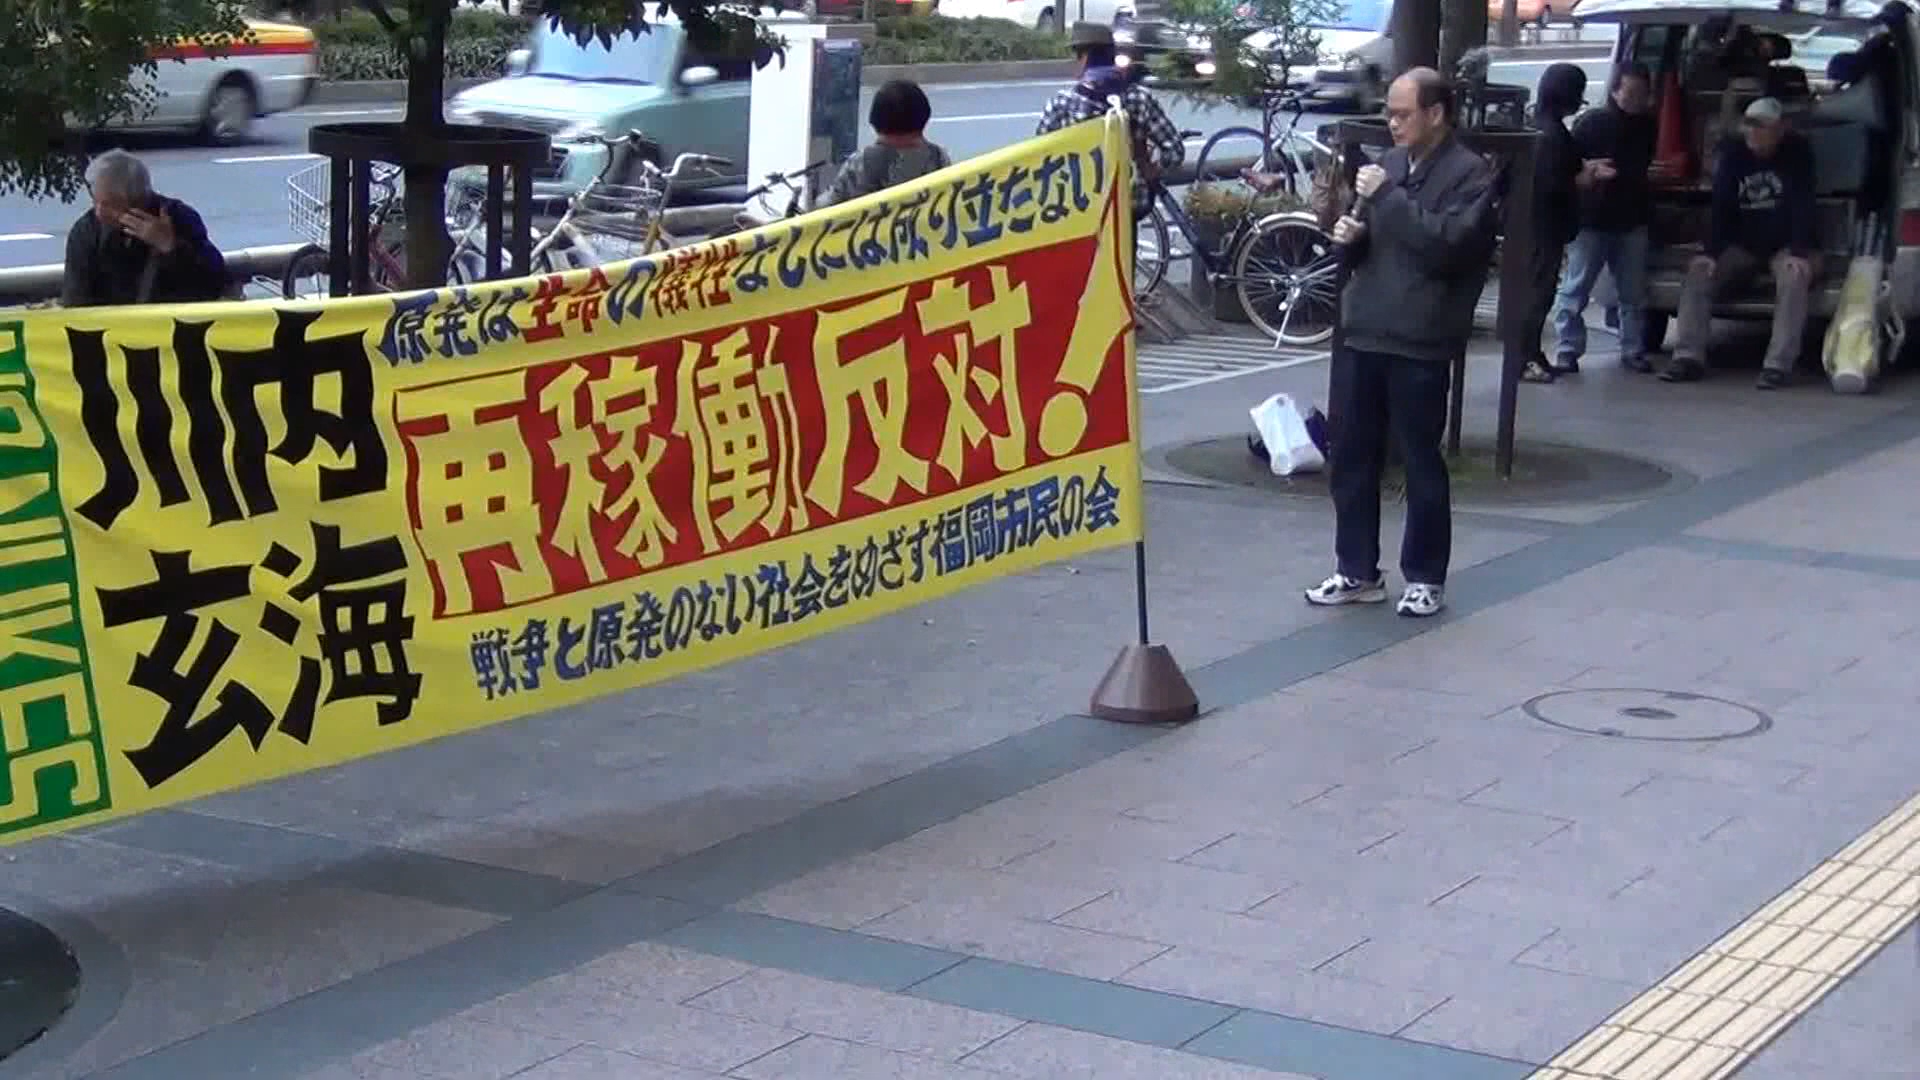 NO NUKES
川内
玄海
原発は生命の犠牲なしには成り立たない
再稼働反対!
戦争と原発のない社会をめざす福岡市民の会